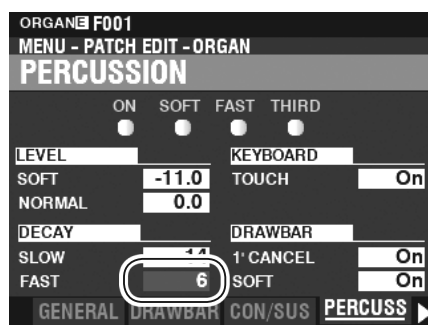 ORGAN E F001
MENU - PATCH EDIT - ORGAN
PERCUSSION
ON SOFT FAST THIRD
LEVEL KEYBOARD
SOFT -11.0 TOUCH On
NORMAL 0.0
DECAY DRAWBAR
SLOW 14 1' CANCEL On
FAST 6 SOFT On
GENERAL DRAWBAR CON/SUS PERCUSS